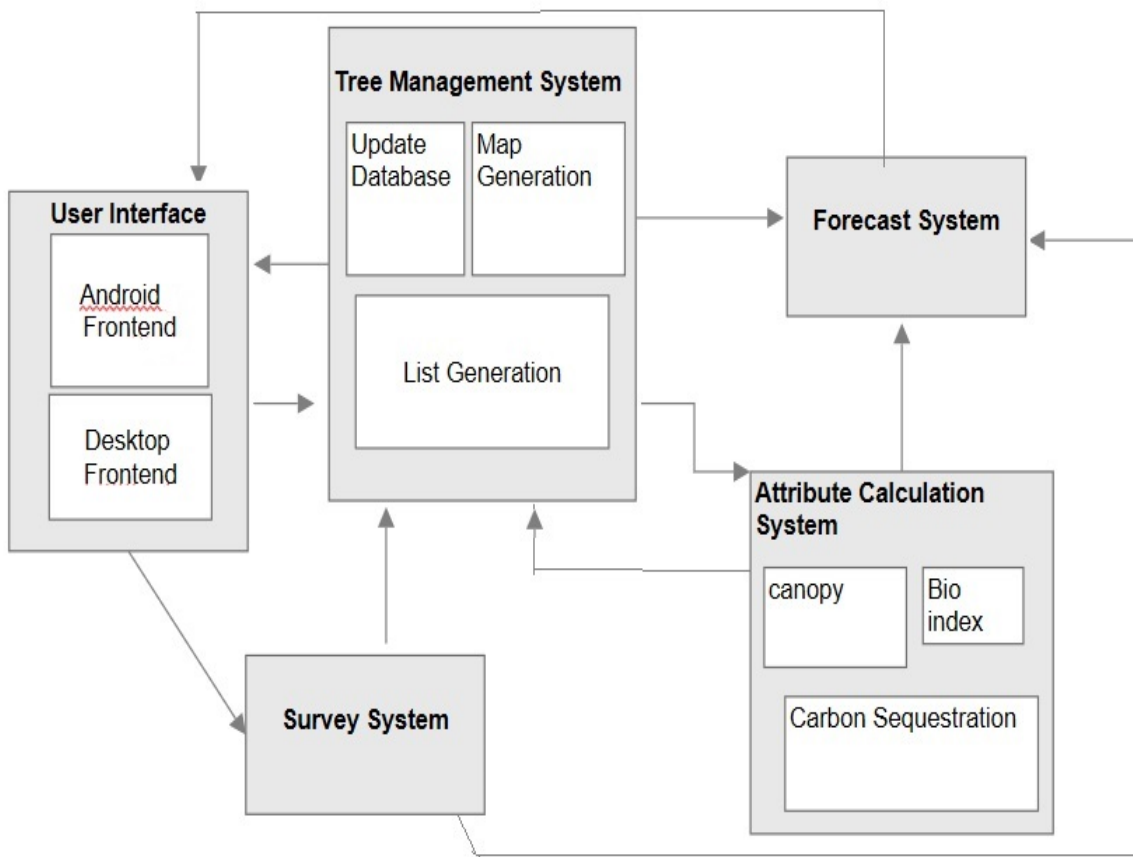 Tree Management System
Update
Database
Map
Generation
List Generation
User Interface
Android
Frontend
Desktop
Frontend
Forecast System
Attribute Calculation
System
canopy
Bio
index
Carbon Sequestration
Survey System